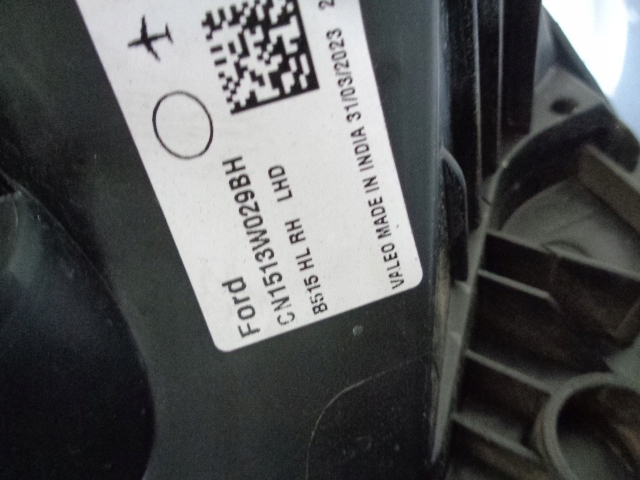 Ford
CN1513W029BH
B515 HL RH LHD
VALEO MADE IN INDIA 31/03/2023